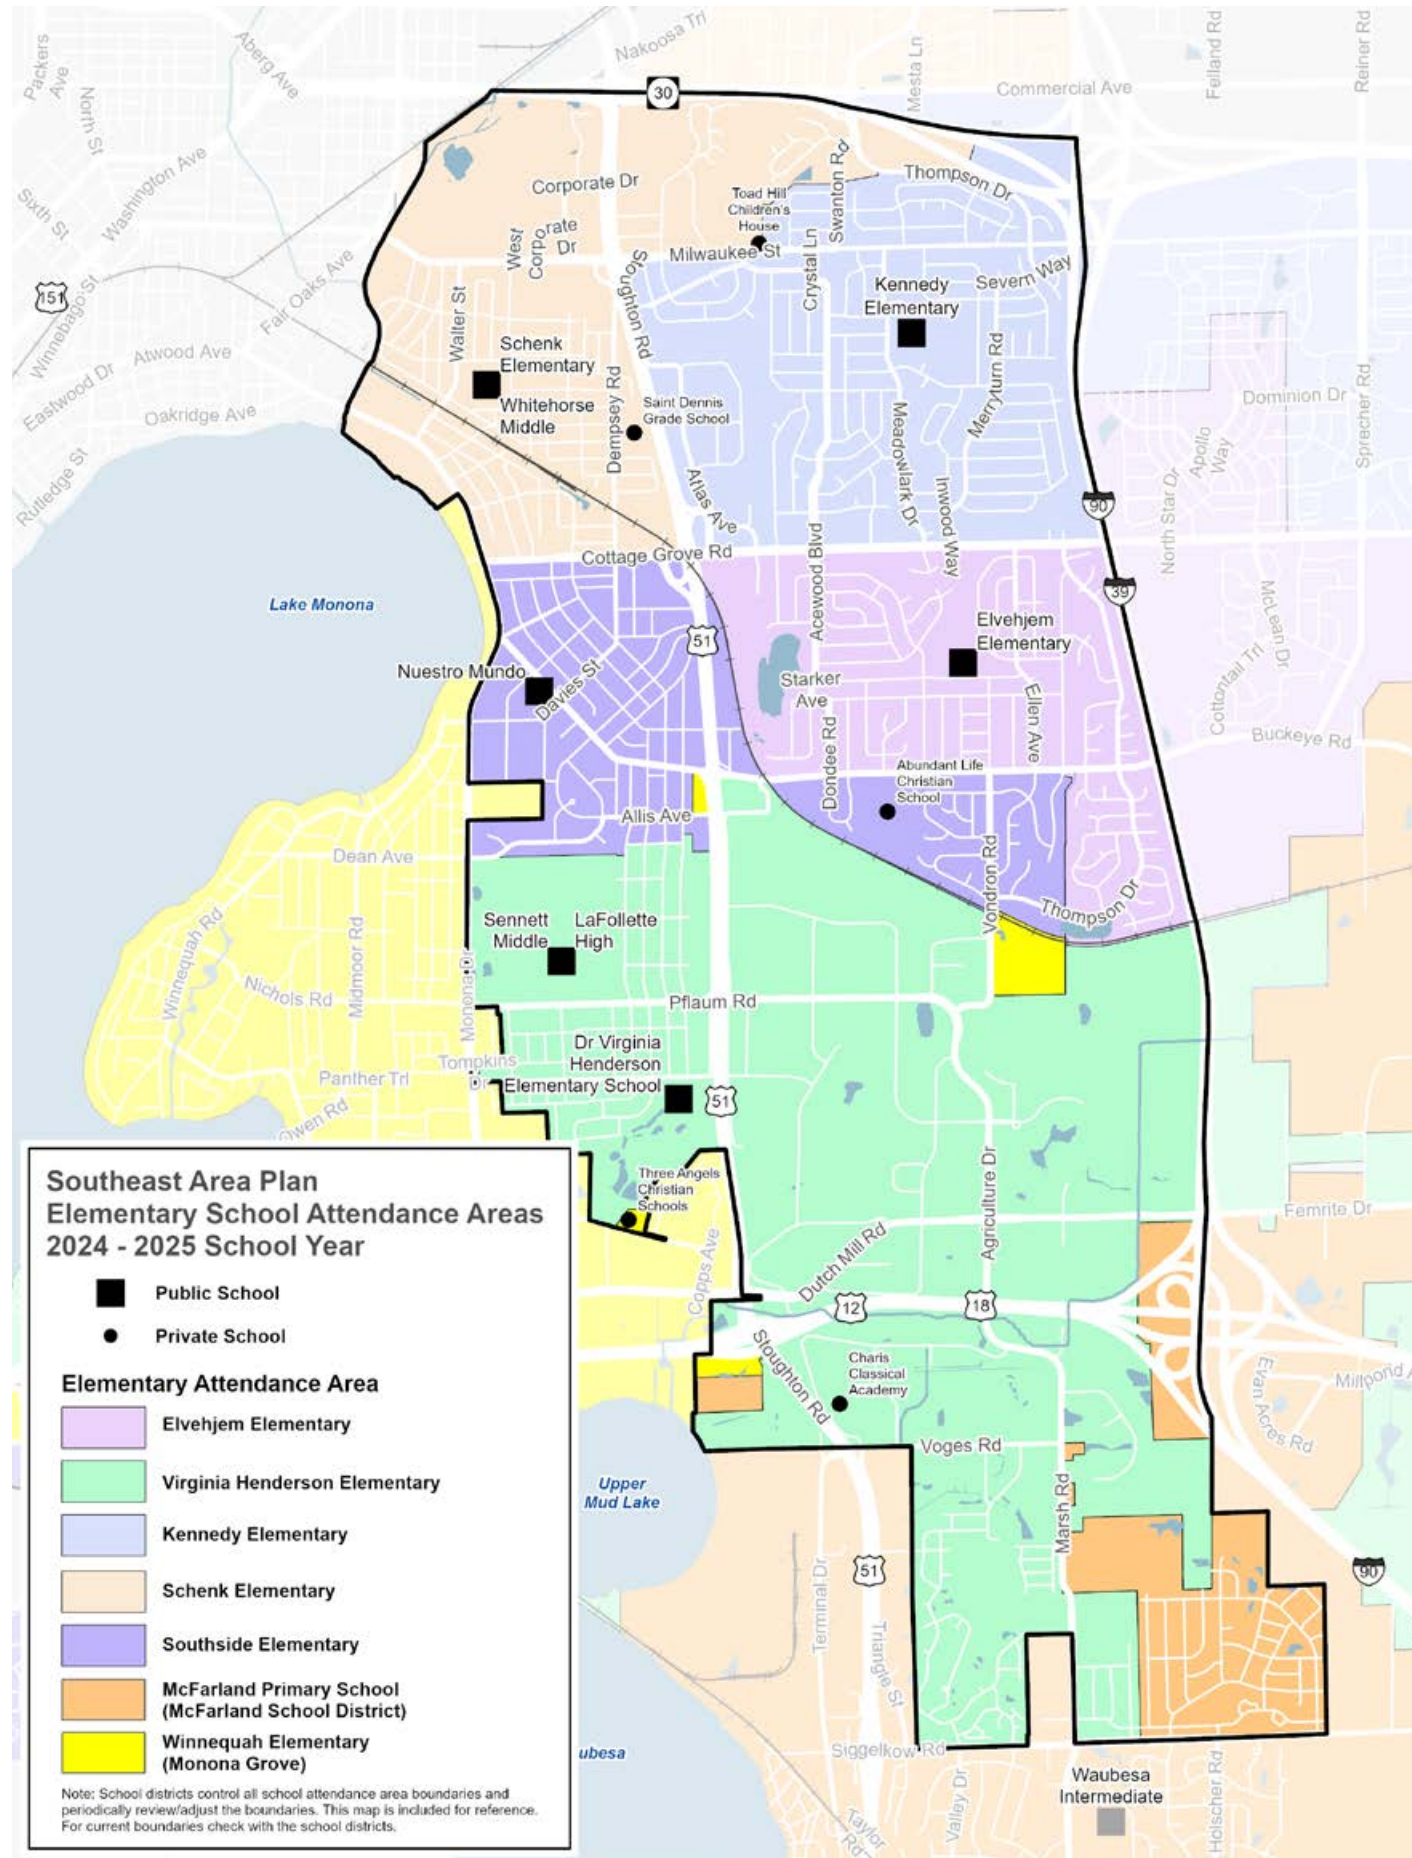 Packers
Ave
Aberg Ave
Nakoosa Trl
Mesta Ln
Commercial Ave
Felland Rd
Reiner Rd
North St
30
Washington Ave
Sixth St
Corporate Dr
Swanton Rd
Thompson Dr
Toad Hill
Children's
House
West
Corporate
Dr
Milwaukee St
Stoughton Rd
Crystal Ln
Severn Way
Kennedy
Elementary
151
Winnebago St
Fair Oaks Ave
Walter St
Atwood Ave
Eastwood Dr
Oakridge Ave
Rutledge St
Schenk
Elementary
Whitehorse
Middle
Dempsey Rd
Saint Dennis
Grade School
Merryturn Rd
Meadowlark Dr
Dominion Dr
Sprecher Rd
Apollo
Way
North Star Dr
Atlas Ave
Inwood Way
90
Cottage Grove Rd
Acewood Blvd
39
Lake Monona
McLean Dr
Elvehjem
Elementary
51
Nuestro Mundo
Davies St
Starker
Ave
Ellen Ave
Cottontail Trl
Buckeye Rd
Dondee Rd
Abundant Life
Christian
School
Allis Ave
Dean Ave
Vondron Rd
Thompson Dr
Winnequah Rd
Midmoor Rd
Sennett
Middle
LaFollette
High
Monona Dr
Nichols Rd
Pflaum Rd
Tompkins
Dr
Panther Trl
Dr Virginia
Henderson
Elementary School
51
Owen Rd
Agriculture Dr
Three Angels
Christian
Schools
Femrite Dr
Copps Ave
Dutch Mill Rd
12
18
Stoughton Rd
Charis
Classical
Academy
Evan Acres Rd
Voges Rd
Upper
Mud Lake
Marsh Rd
51
90
Terminal Dr
Triangle St
ubesa
Siggelkow Rd
Waubesa
Intermediate
Holscher Rd
Valley Dr
Taylor
Rd
Southeast Area Plan
Elementary School Attendance Areas
2024 - 2025 School Year
Public School
Private School
Elementary Attendance Area
Elvehjem Elementary
Virginia Henderson Elementary
Kennedy Elementary
Schenk Elementary
Southside Elementary
McFarland Primary School
(McFarland School District)
Winnequah Elementary
(Monona Grove)
Note: School districts control all school attendance area boundaries and
periodically review/adjust the boundaries. This map is included for reference.
For current boundaries check with the school districts.